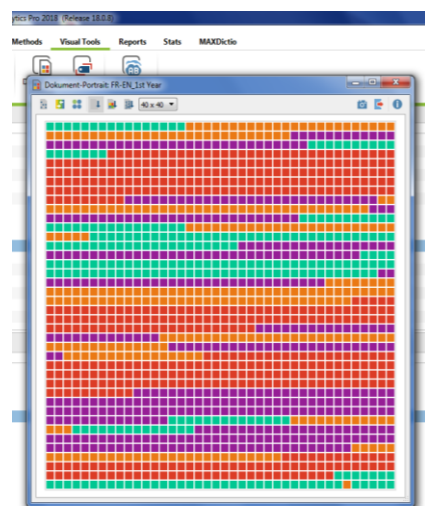 ytics Pro 2018 (Release 18.0.8)
Methods Visual Tools Reports Stats MAXDictio
Dokument-Portrait: FR-EN_1st Year
40 x 40